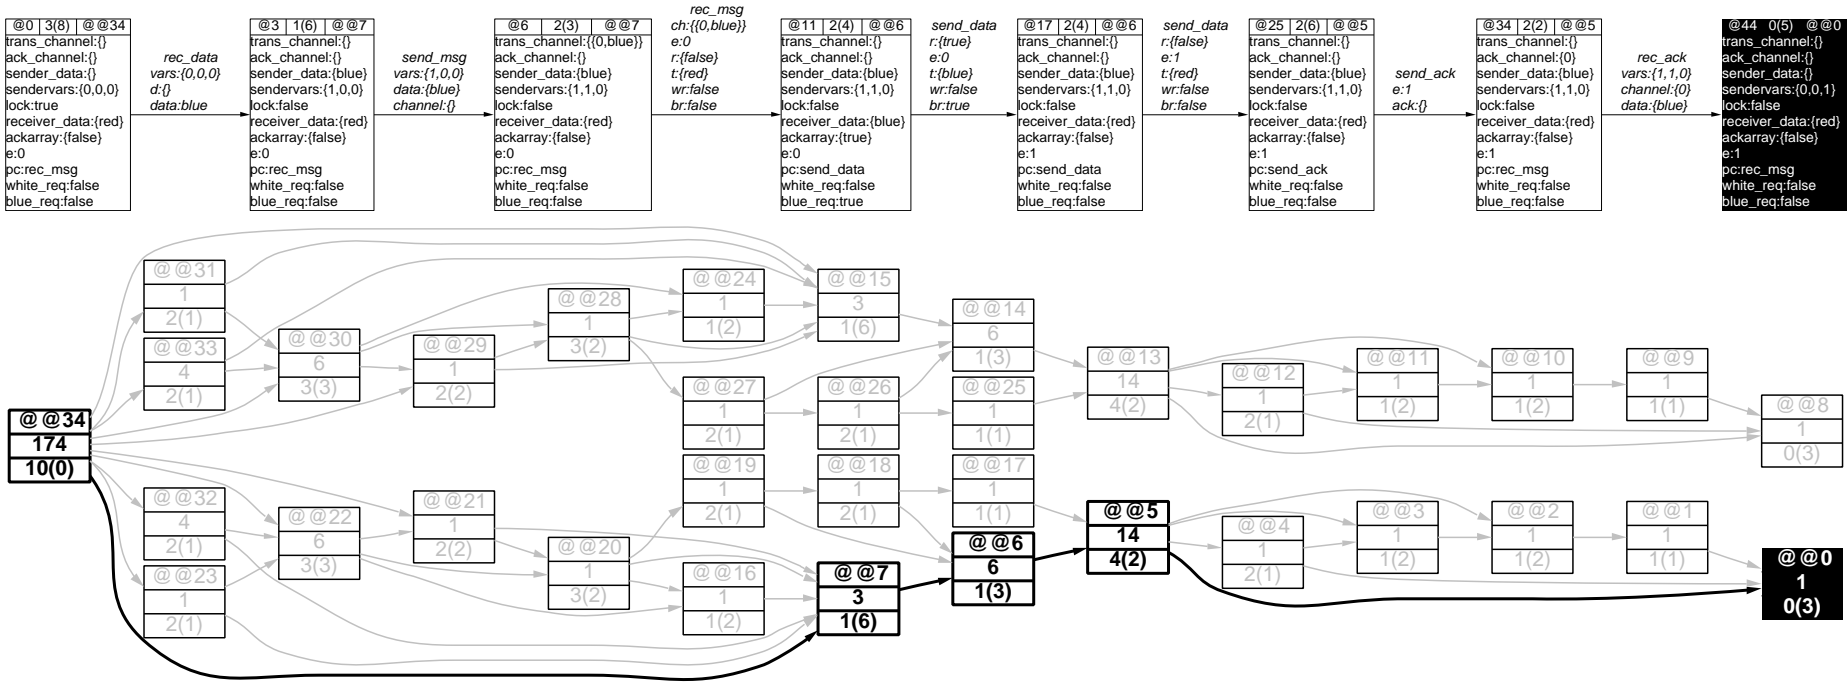 @0 3(8) @@34
trans_channel:{}
ack_channel:{}
sender_data:{}
sendervars:{0,0,0}
lock:true
receiver_data:{red}
ackarray:{false}
e:0
pc:rec_msg
white_req:false
blue_req:false
rec_data
vars:{0,0,0}
d:{}
data:blue
@3 1(6) @@7
trans_channel:{}
ack_channel:{}
sender_data:{blue}
sendervars:{1,0,0}
lock:false
receiver_data:{red}
ackarray:{false}
e:0
pc:rec_msg
white_req:false
blue_req:false
send_msg
vars:{1,0,0}
data:{blue}
channel:{}
@6 2(3) @@7
trans_channel:{{0,blue}}
ack_channel:{}
sender_data:{blue}
sendervars:{1,1,0}
lock:false
receiver_data:{red}
ackarray:{false}
e:0
pc:rec_msg
white_req:false
blue_req:false
rec_msg
ch:{{0,blue}}
e:0
r:{false}
t:{red}
wr:false
br:false
@11 2(4) @@6
trans_channel:{}
ack_channel:{}
sender_data:{blue}
sendervars:{1,1,0}
lock:false
receiver_data:{blue}
ackarray:{true}
e:0
pc:send_data
white_req:false
blue_req:true
send_data
r:{true}
e:0
t:{blue}
wr:false
br:true
@17 2(4) @@6
trans_channel:{}
ack_channel:{}
sender_data:{blue}
sendervars:{1,1,0}
lock:false
receiver_data:{red}
ackarray:{false}
e:1
pc:send_data
white_req:false
blue_req:false
send_data
r:{false}
e:1
t:{red}
wr:false
br:false
@25 2(6) @@5
trans_channel:{}
ack_channel:{}
sender_data:{blue}
sendervars:{1,1,0}
lock:false
receiver_data:{red}
ackarray:{false}
e:1
pc:send_ack
white_req:false
blue_req:false
send_ack
e:1
ack:{}
@34 2(2) @@5
trans_channel:{}
ack_channel:{0}
sender_data:{blue}
sendervars:{1,1,0}
lock:false
receiver_data:{red}
ackarray:{false}
e:1
pc:rec_msg
white_req:false
blue_req:false
rec_ack
vars:{1,1,0}
channel:{0}
data:{blue}
@44 0(5) @@0
trans_channel:{}
ack_channel:{}
sender_data:{}
sendervars:{0,0,1}
lock:false
receiver_data:{red}
ackarray:{false}
e:1
pc:rec_msg
white_req:false
blue_req:false
@@34
174
10(0)
@@31
1
2(1)
@@33
4
2(1)
@@32
4
2(1)
@@23
1
2(1)
@@30
6
3(3)
@@22
6
3(3)
@@29
1
2(2)
@@21
1
2(2)
@@28
1
3(2)
@@20
1
3(2)
@@24
1
1(2)
@@27
1
2(1)
@@19
1
2(1)
@@16
1
1(2)
@@15
3
1(6)
@@26
1
2(1)
@@18
1
2(1)
@@7
3
1(6)
@@14
6
1(3)
@@25
1
1(1)
@@17
1
1(1)
@@6
6
1(3)
@@13
14
4(2)
@@5
14
4(2)
@@12
1
2(1)
@@4
1
2(1)
@@11
1
1(2)
@@3
1
1(2)
@@10
1
1(2)
@@2
1
1(2)
@@9
1
1(1)
@@1
1
1(1)
@@8
1
0(3)
@@0
1
0(3)